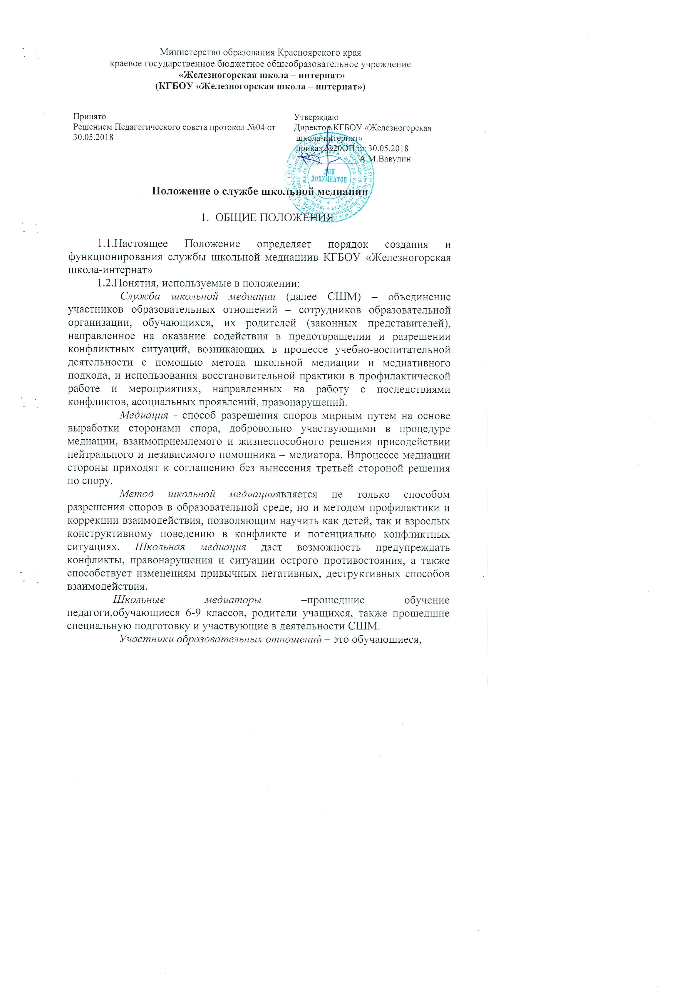 Министерство образования Красноярского края
краевое государственное бюджетное общеобразовательное учреждение
«Железногорская школа – интернат»
(КГБОУ «Железногорская школа – интернат»)
Принято
Решением Педагогического совета протокол №04 от
30.05.2018
Утверждаю
Директор КГБОУ «Железногорская
школа-интернат»
приказ №20ОП от 30.05.2018
А.М.Вавулин
ДЛЯ
ДОКУМЕНТОВ
Положение о службе школьной медиации
1. ОБЩИЕ ПОЛОЖЕНИЯ
1.1.Настоящее Положение определяет порядок создания и
функционирования службы школьной медиациив КГБОУ «Железногорская
школа-интернат»
1.2.Понятия, используемые в положении:
Служба школьной медиации (далее СШМ) – объединение
участников образовательных отношений – сотрудников образовательной
организации, обучающихся, их родителей (законных представителей),
направленное на оказание содействия в предотвращении и разрешении
конфликтных ситуаций, возникающих в процессе учебно-воспитательной
деятельности с помощью метода школьной медиации и медиативного
подхода, и использования восстановительной практики в профилактической
работе и мероприятиях, направленных на работу с последствиями
конфликтов, асоциальных проявлений, правонарушений.
Медиация - способ разрешения споров мирным путем на основе
выработки сторонами спора, добровольно участвующими в процедуре
медиации, взаимоприемлемого и жизнеспособного решения присодействии
нейтрального и независимого помощника – медиатора. Впроцессе медиации
стороны приходят к соглашению без вынесения третьей стороной решения
по спору.
Метод школьной медиацииявляется не только способом
разрешения споров в образовательной среде, но и методом профилактики и
коррекции взаимодействия, позволяющим научить как детей, так и взрослых
конструктивному поведению в конфликте и потенциально конфликтных
ситуациях. Школьная медиация дает возможность предупреждать
конфликты, правонарушения и ситуации острого противостояния, а также
способствует изменениям привычных негативных, деструктивных способов
взаимодействия.
Школьные медиаторы –прошедшие обучение
педагоги,обучающиеся 6-9 классов, родители учащихся, также прошедшие
специальную подготовку и участвующие в деятельности СШМ.
Участники образовательных отношений – это обучающиеся,